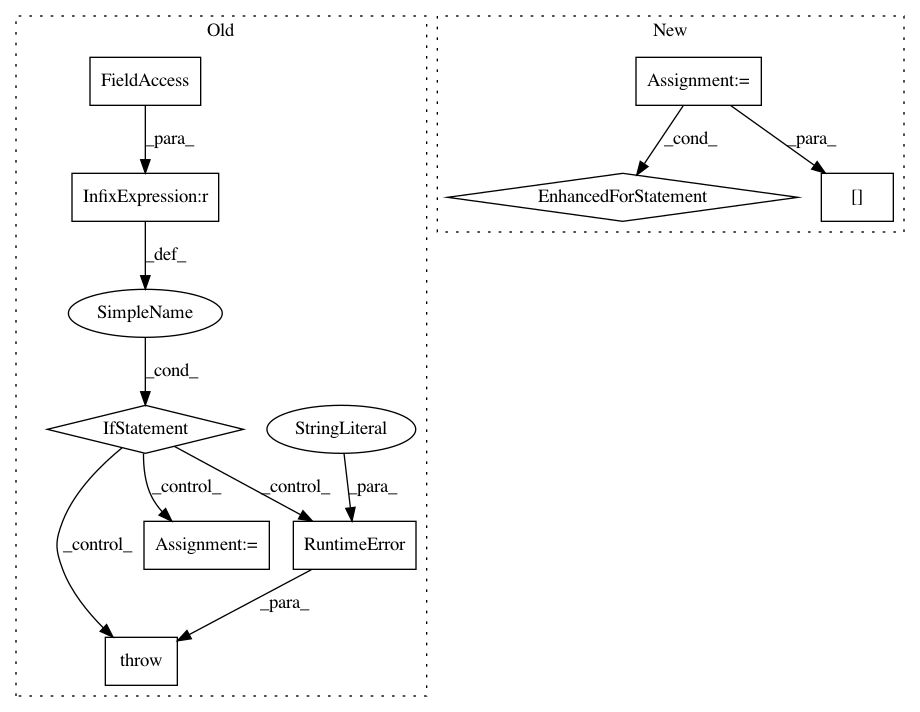 Old
New
FieldAccess
Assignment:=
_para_
_cond_
_para_
InfixExpression:r
EnhancedForStatement
[]
_def_
SimpleName
_cond_
IfStatement
StringLiteral
_control_
_control_
_para_
_control_
Assignment:=
RuntimeError
_para_
throw